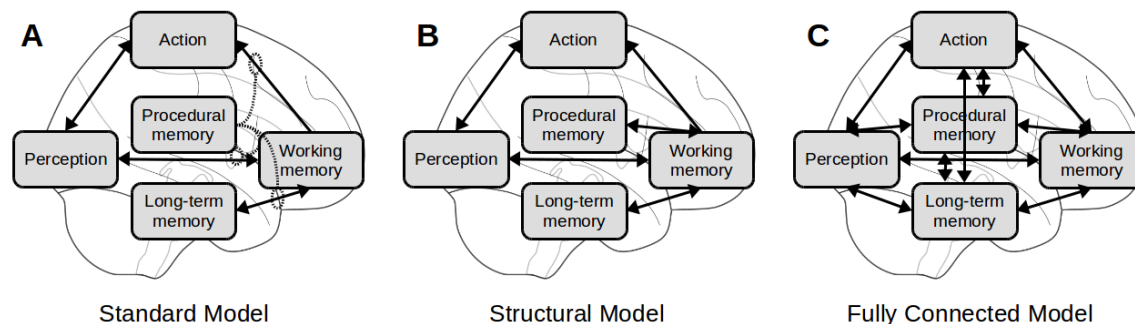 A
Action
Procedural
memory
Perception
Working
memory
Long-term
memory
Standard Model
B
Action
Procedural
memory
Perception
Working
memory
Long-term
memory
Structural Model
C
Action
Procedural
memory
Perception
Working
memory
Long-term
memory
Fully Connected Model